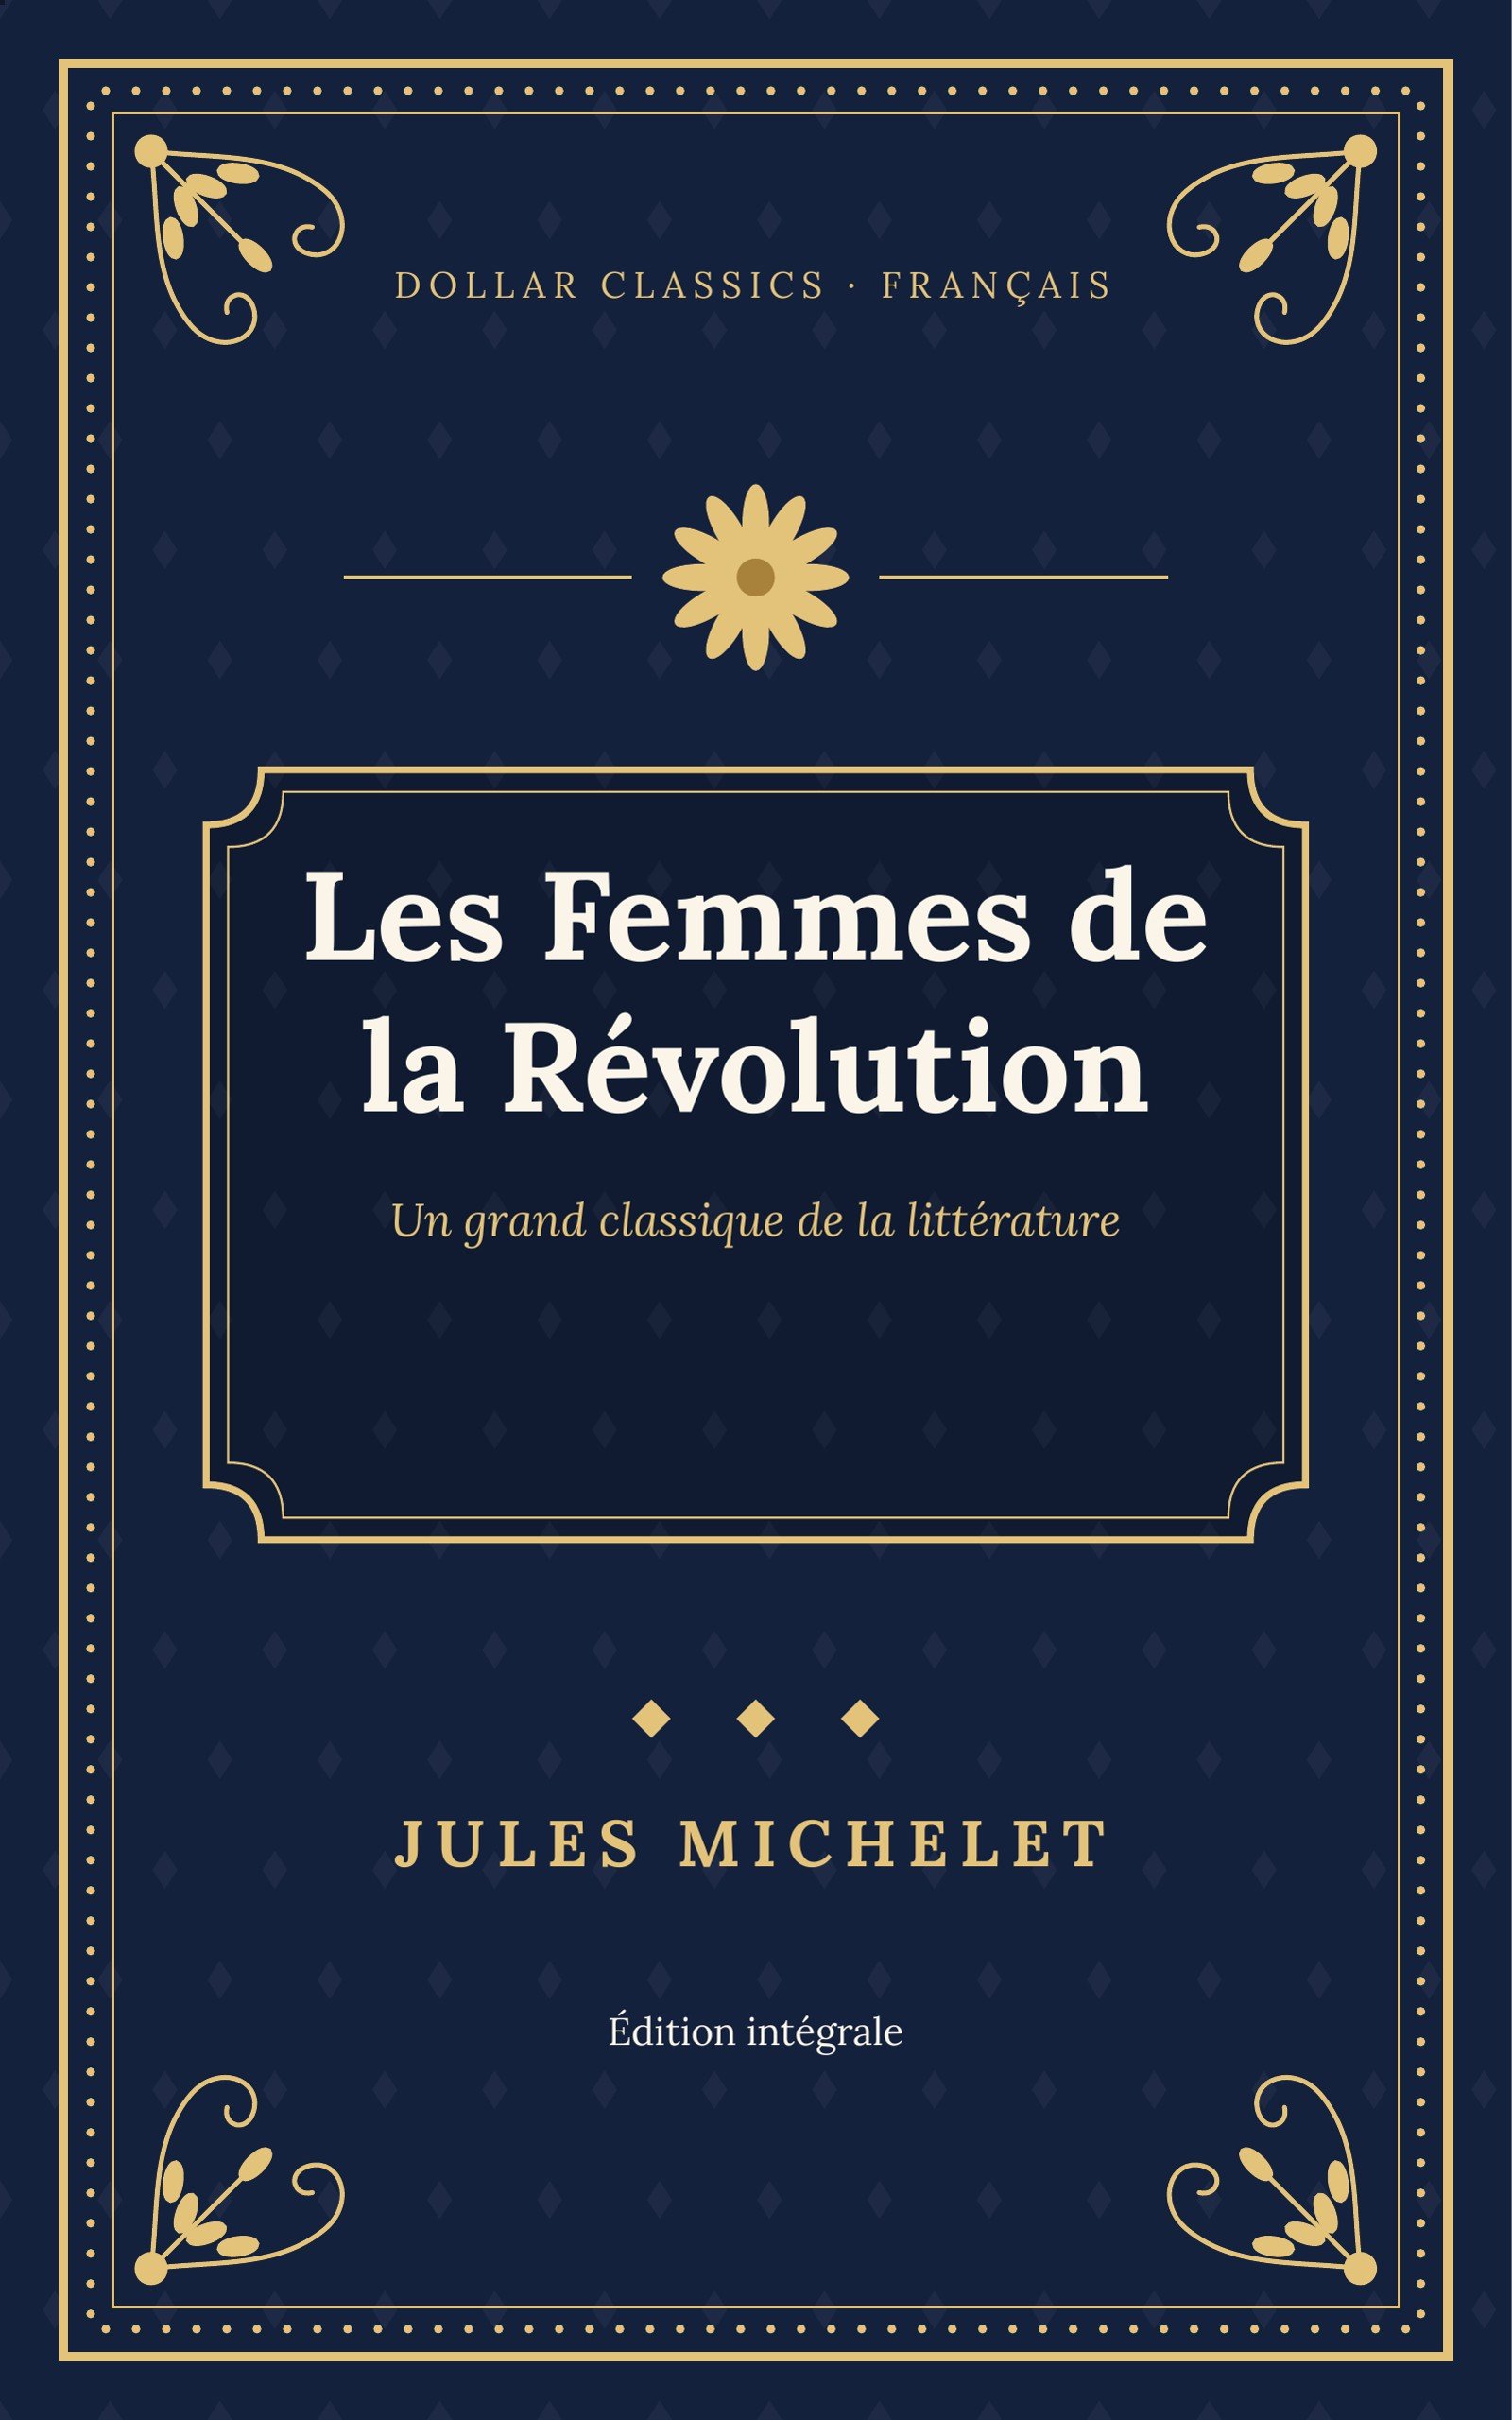 DOLLAR CLASSICS · FRANÇAIS
Les Femmes de
la Révolution
Un grand classique de la littérature
JULES MICHELET
Édition intégrale